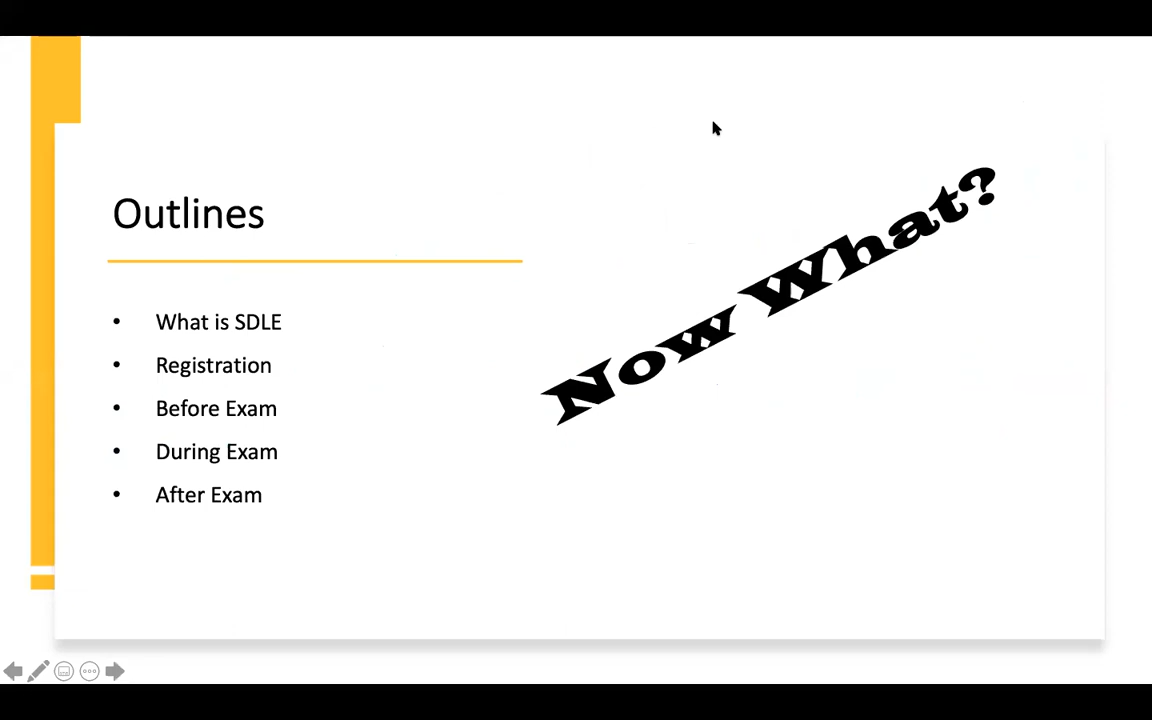 Outlines
• What is SDLE
• Registration
• Before Exam
• During Exam
• After Exam
Now What?